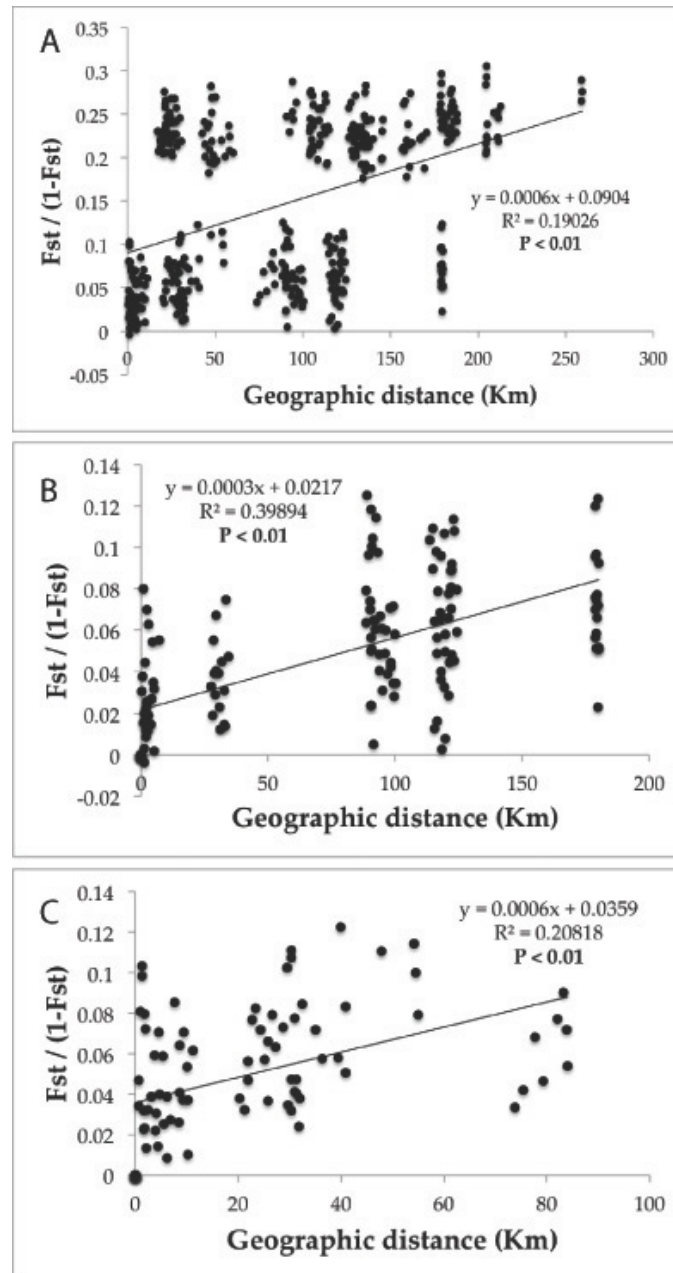 A
0.35
0.3
0.25
0.2
0.15
0.1
0.05
0
-0.05
Fst / (1-Fst)
y = 0.0006x + 0.0904
R² = 0.19026
P < 0.01
0 50 100 150 200 250 300
Geographic distance (Km)
B
0.14
0.12
0.1
0.08
0.06
0.04
0.02
0
-0.02
Fst / (1-Fst)
y = 0.0003x + 0.0217
R² = 0.39894
P < 0.01
0 50 100 150 200
Geographic distance (Km)
C
0.14
0.12
0.1
0.08
0.06
0.04
0.02
0
Fst / (1-Fst)
y = 0.0006x + 0.0359
R² = 0.20818
P < 0.01
0 20 40 60 80 100
Geographic distance (Km)